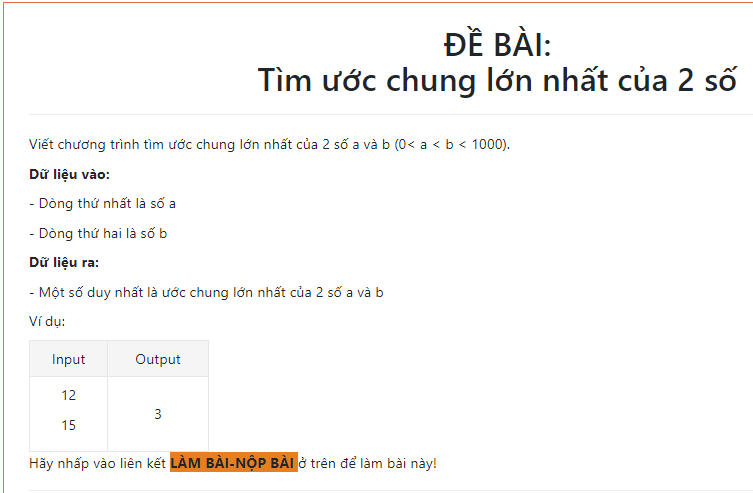 ĐỀ BÀI:
Tìm ước chung lớn nhất của 2 số
Viết chương trình tìm ước chung lớn nhất của 2 số a và b (0< a < b < 1000).
Dữ liệu vào:
- Dòng thứ nhất là số a
- Dòng thứ hai là số b
Dữ liệu ra:
- Một số duy nhất là ước chung lớn nhất của 2 số a và b
Ví dụ:
Input Output
12
15
3
Hãy nhấp vào liên kết LÀM BÀI-NỘP BÀI ở trên để làm bài này!